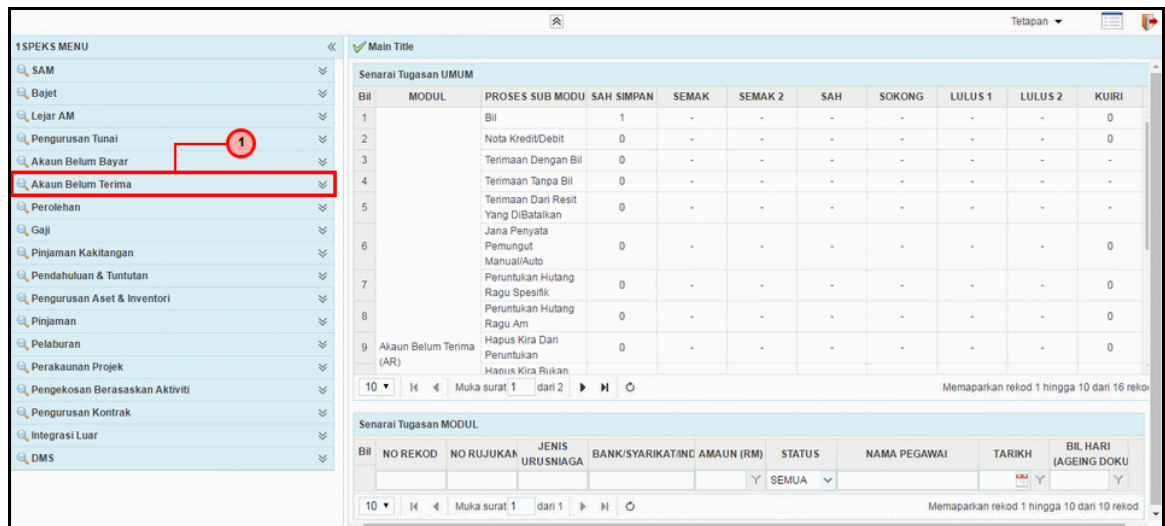 Tetapan
1SPEKS MENU
Main Title
SAM
Bajet
Lejar AM
Pengurusan Tunai
1
Akaun Belum Bayar
Akaun Belum Terima
Perolehan
Gaji
Pinjaman Kakitangan
Pendahuluan & Tuntutan
Pengurusan Aset & Inventori
Pinjaman
Pelaburan
Perakaunan Projek
Pengekosan Berasaskan Aktiviti
Pengurusan Kontrak
Integrasi Luar
DMS
Senarai Tugasan UMUM
Bil MODUL PROSES SUB MODU SAH SIMPAN SEMAK SEMAK 2 SAH SOKONG LULUS 1 LULUS 2 KUIRI
1 Bil 1 - - - - - - 0
2 Nota Kredit/Debit 0 - - - - - - 0
3 Terimaan Dengan Bil 0 - - - - - - -
4 Terimaan Tanpa Bil 0 - - - - - - -
Terimaan Dari Resit
5 0 - - - - - - -
Yang DiBatalkan
Jana Penyata
6 Pemungut 0 - - - - - - 0
Manual/Auto
Peruntukan Hutang
7 0 - - - - - - 0
Ragu Spesifik
Peruntukan Hutang
8 0 - - - - - - 0
Ragu Am
Hapus Kira Dari
9 Akaun Belum Terima 0 - - - - - - 0
(AR) Peruntukan
Hapus Kira Bukan
10 Muka surat 1 dari 2 Memaparkan rekod 1 hingga 10 dari 16 reko
Senarai Tugasan MODUL
Bil NO REKOD NO RUJUKAN JENIS URUSNIAGA BANK/SYARIKAT/IND AMAUN (RM) STATUS NAMA PEGAWAI TARIKH BIL HARI (AGEING DOKU
SEMUA
10 Muka surat 1 dari 1 Memaparkan rekod 1 hingga 10 dari 10 rekod